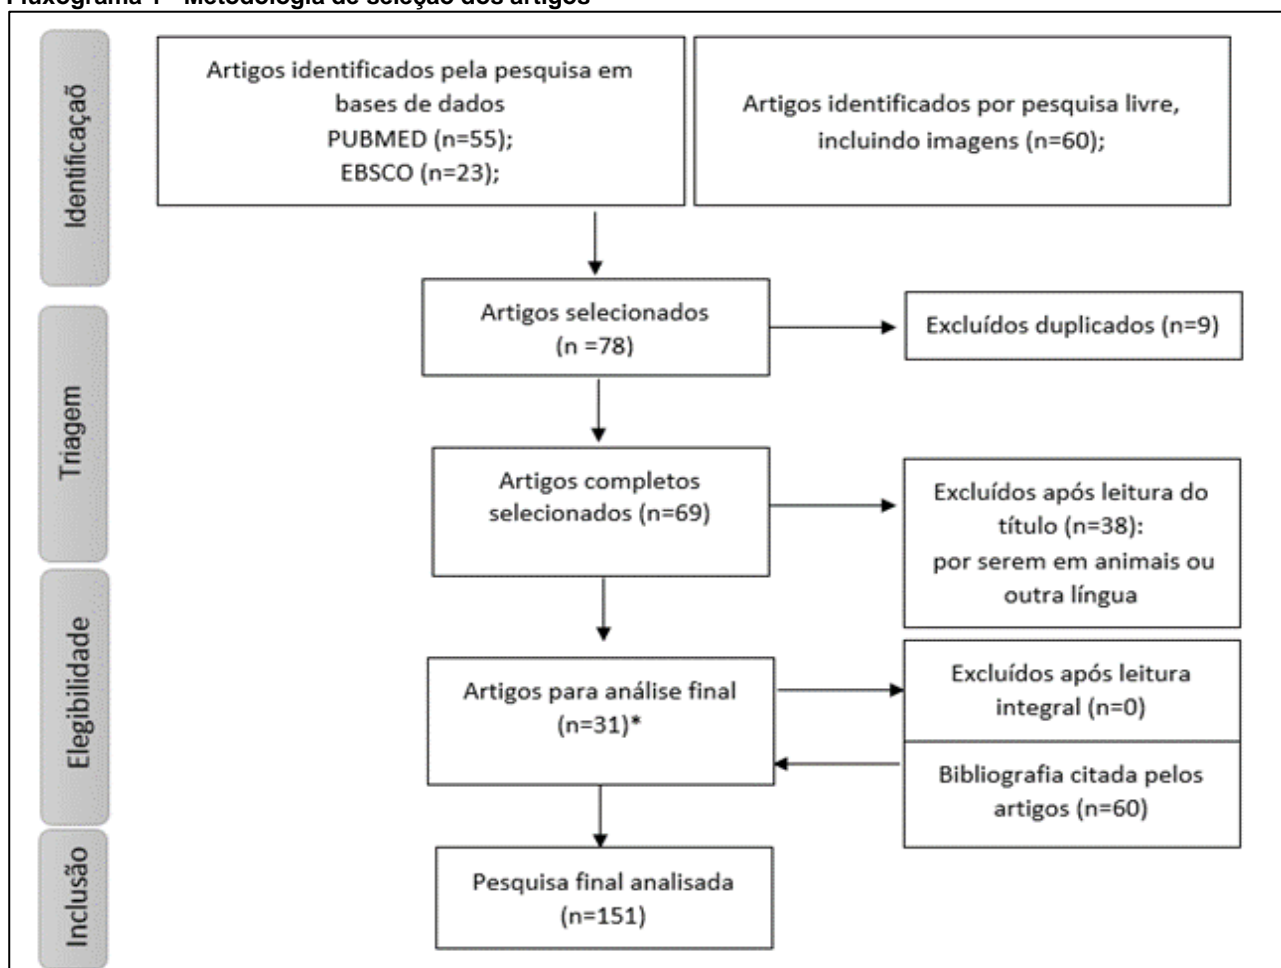 Fluxograma 1 - Metodologia de seleção dos artigos
Identificação
Artigos identificados pela pesquisa em
bases de dados
PUBMED (n=55);
EBSCO (n=23);
Artigos identificados por pesquisa livre,
incluindo imagens (n=60);
Triagem
Artigos selecionados
(n =78)
Excluídos duplicados (n=9)
Artigos completos
selecionados (n=69)
Excluídos após leitura do
título (n=38):
por serem em animais ou
outra língua
Elegibilidade
Artigos para análise final
(n=31)*
Excluídos após leitura
integral (n=0)
Bibliografia citada pelos
artigos (n=60)
Inclusão
Pesquisa final analisada
(n=151)